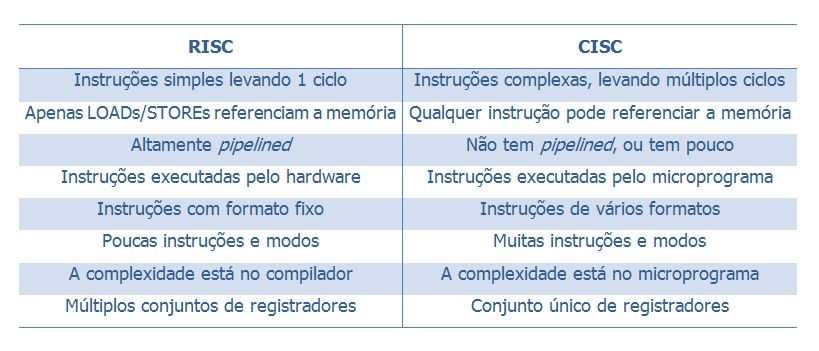 RISC CISC
Instruções simples levando 1 ciclo Instruções complexas, levando múltiplos ciclos
Apenas LOADs/STOREs referenciam a memória Qualquer instrução pode referenciar a memória
Altamente pipelined Não tem pipelined, ou tem pouco
Instruções executadas pelo hardware Instruções executadas pelo microprograma
Instruções com formato fixo Instruções de vários formatos
Poucas instruções e modos Muitas instruções e modos
A complexidade está no compilador A complexidade está no microprograma
Múltiplos conjuntos de registradores Conjunto único de registradores